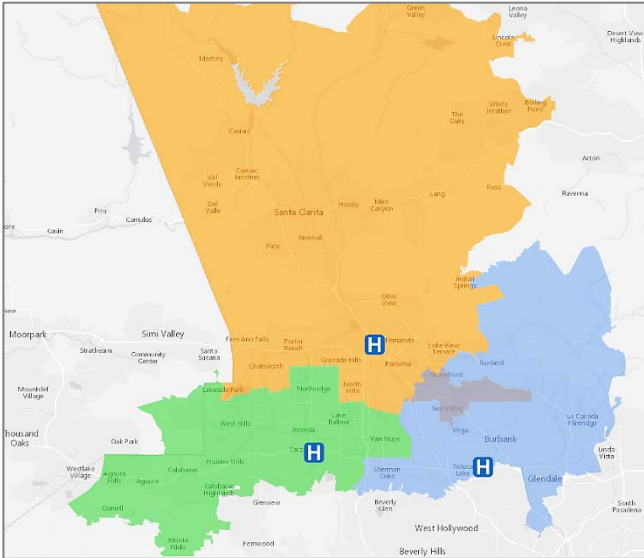 Green
Valley
Leona
Valley
Lincoln
Crest
Desert View
Highlands
Martins
White
Heather
Boiling
Point
The
Oaks
Castaic
Castaic
Junction
Acton
Val
Verde
Del
Valle
Lang
Russ
Ravenna
Honby
Mint
Canyon
Piru
Camulos
Cavin
Santa Clarita
Newhall
Pico
Indian
Springs
Olive
View
Moorpark
Simi Valley
Strathearn
Community
Center
Santa
Susana
Fern Ann Falls
Porter
Ranch
H
Fernando
Lake View
Terrace
Chatsworth
Granada Hills
Pacoima
Sunland
Lakeside Park
Northridge
North
Hills
Stonehurst
Mountclef
Village
Sun Valley
La Canada
Flintridge
West Hills
Lake
Balboa
Reseda
Van Nuys
Vega
Burbank
Thousand
Oaks
Oak Park
Tarzana
H
Linda
Vista
Westlake
Village
Agoura
Hills
Agoura
Calabasas
Hidden Hills
Calabasas
Highlands
Sherman
Oaks
Toluca
Lake
H
Glendale
Cornell
Glenview
Beverly
Glen
South
Pasadena
Monte
Nido
Fernwood
West Hollywood
Beverly Hills